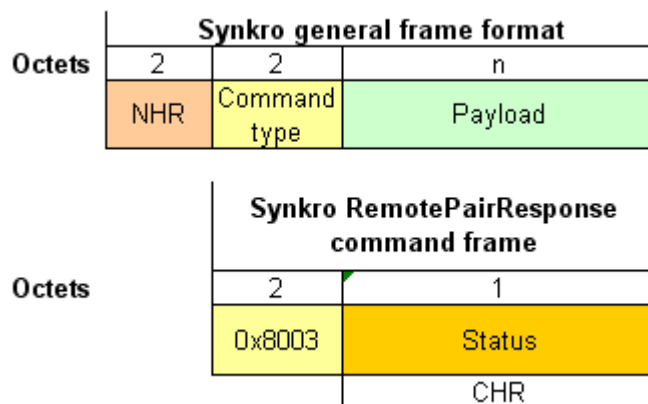 Synkro general frame format
Octets 2 2 n
NHR Command type Payload
Synkro RemotePairResponse
command frame
Octets 2 1
0x8003 Status
CHR